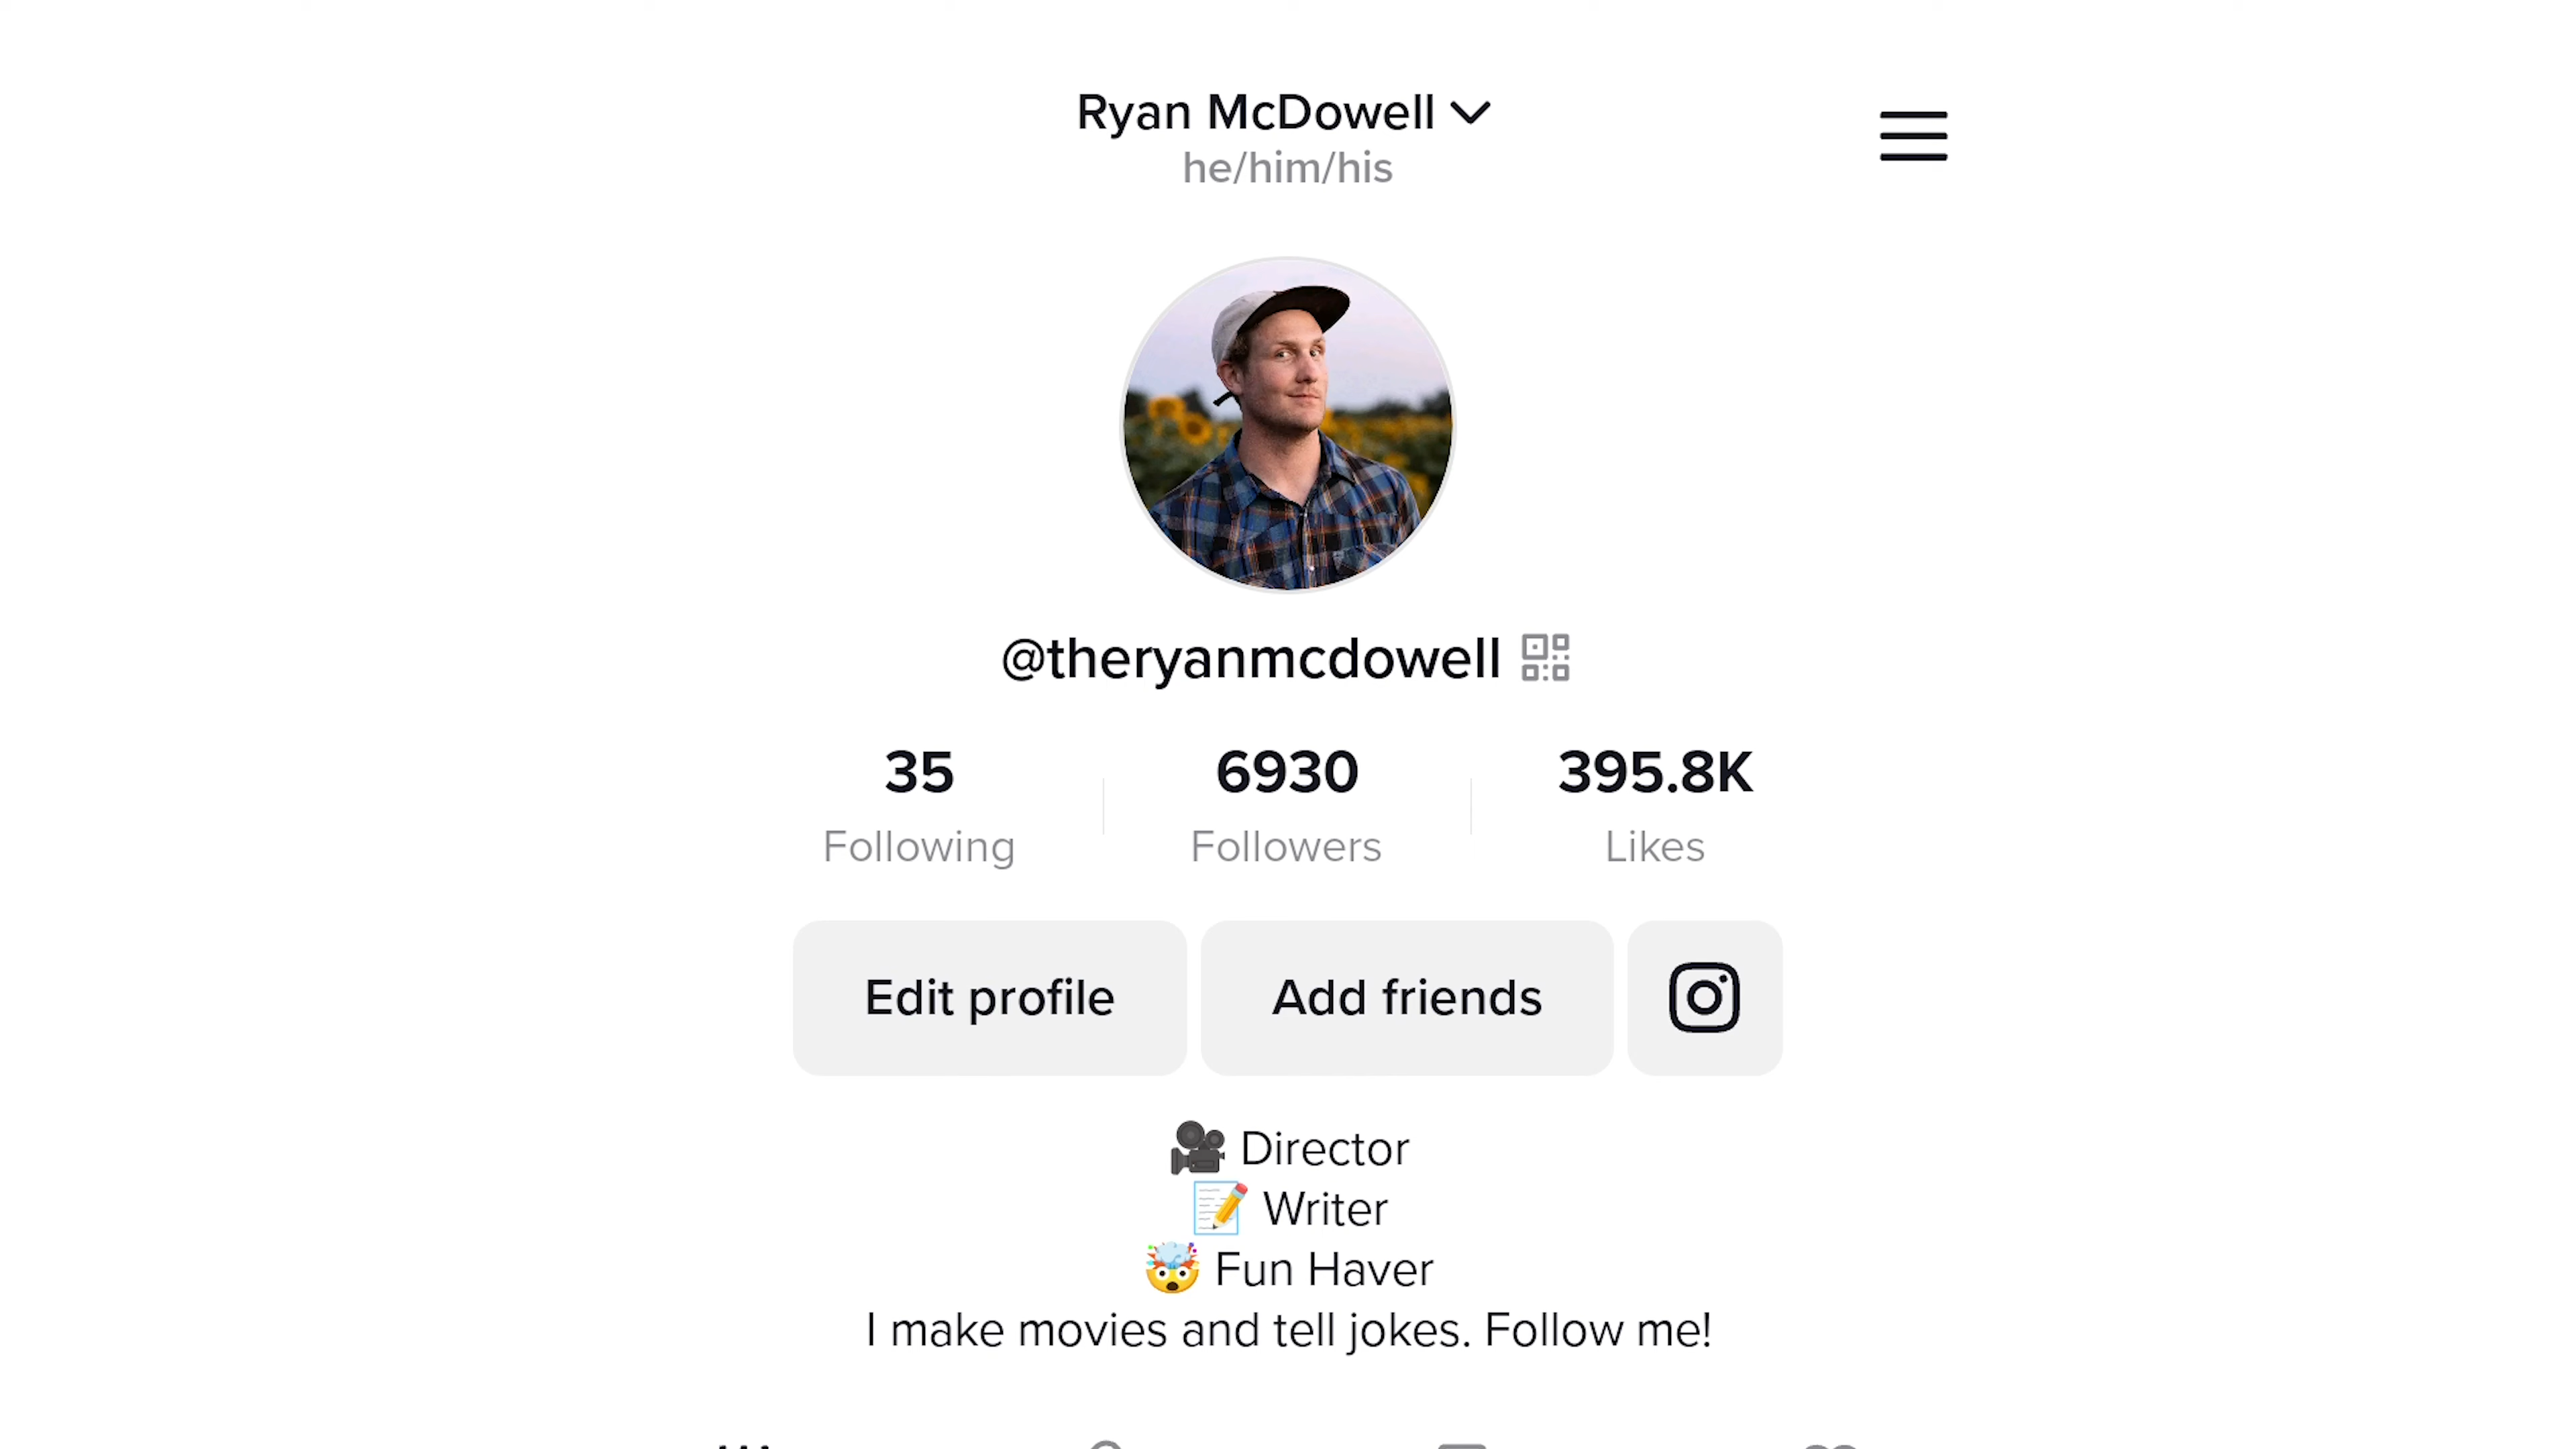 Ryan McDowell
he/him/his
@theryanmcdowell
35 6930 395.8K
Following Followers Likes
Edit profile Add friends
🎥 Director
📝 Writer
🤯 Fun Haver
I make movies and tell jokes. Follow me!